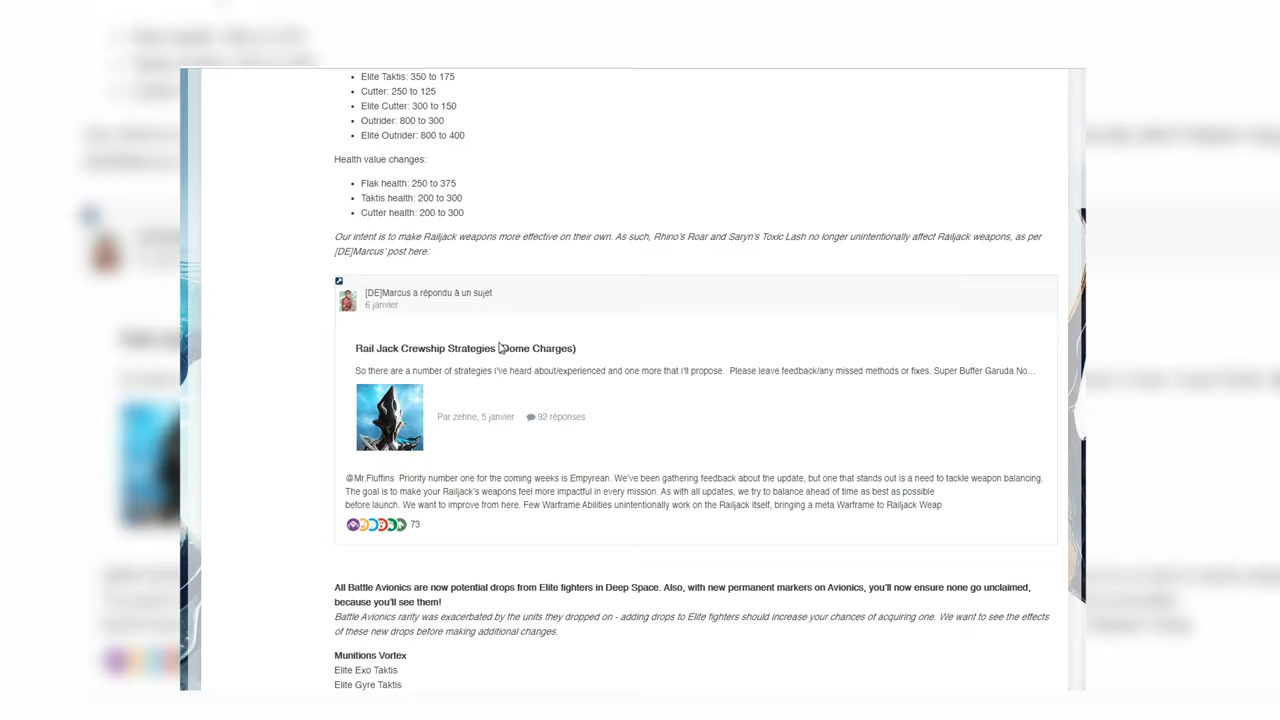 Elite Taktis: 350 to 175
Cutter: 250 to 125
Elite Cutter: 300 to 150
Outrider: 800 to 300
Elite Outrider: 800 to 400
Health value changes:
Flak health: 250 to 375
Taktis health: 200 to 300
Cutter health: 200 to 300
Our intent is to make Railjack weapons more effective on their own. As such, Rhino's Roar and Saryn's Toxic Lash no longer unintentionally affect Railjack weapons, as per
[DE]Marcus' post here:
[DE]Marcus a répondu à un sujet
6 janvier
Rail Jack Crewship Strategies (Dome Charges)
So there are a number of strategies i've heard about/experienced and one more that i'll propose. Please leave feedback/any missed methods or fixes. Super Buffer Garuda No...
Par zehne, 5 janvier 92 réponses
@Mr.Fluffins Priority number one for the coming weeks is Empyrean. We've been gathering feedback about the update, but one that stands out is a need to tackle weapon balancing.
The goal is to make your Railjack's weapons feel more impactful in every mission. As with all updates, we try to balance ahead of time as best as possible
before launch. We want to improve from here. Few Warframe Abilities unintentionally work on the Railjack itself, bringing a meta Warframe to Railjack Weap
73
All Battle Avionics are now potential drops from Elite fighters in Deep Space. Also, with new permanent markers on Avionics, you'll now ensure none go unclaimed,
because you'll see them!
Battle Avionics rarity was exacerbated by the units they dropped on - adding drops to Elite fighters should increase your chances of acquiring one. We want to see the effects
of these new drops before making additional changes.
Munitions Vortex
Elite Exo Taktis
Elite Gyre Taktis